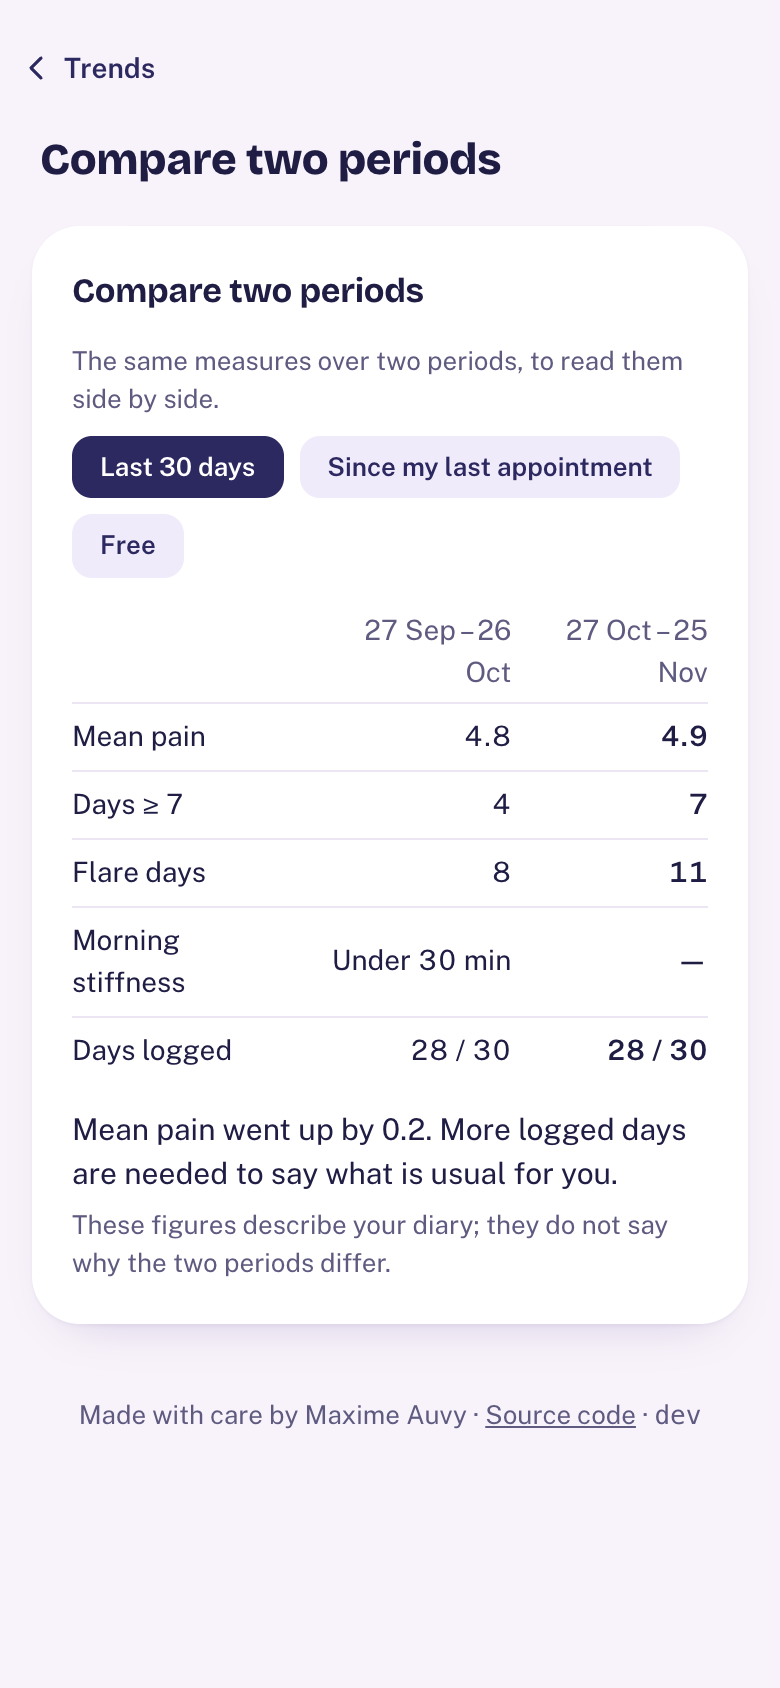 Trends
Compare two periods
Compare two periods
The same measures over two periods, to read them
side by side.
Last 30 days
Since my last appointment
Free
27 Sep – 26 Oct
27 Oct – 25 Nov
Mean pain 4.8 4.9
Days ≥ 7 4 7
Flare days 8 11
Morning stiffness Under 30 min —
Days logged 28 / 30 28 / 30
Mean pain went up by 0.2. More logged days
are needed to say what is usual for you.
These figures describe your diary; they do not say
why the two periods differ.
Made with care by Maxime Auvy · Source code · dev